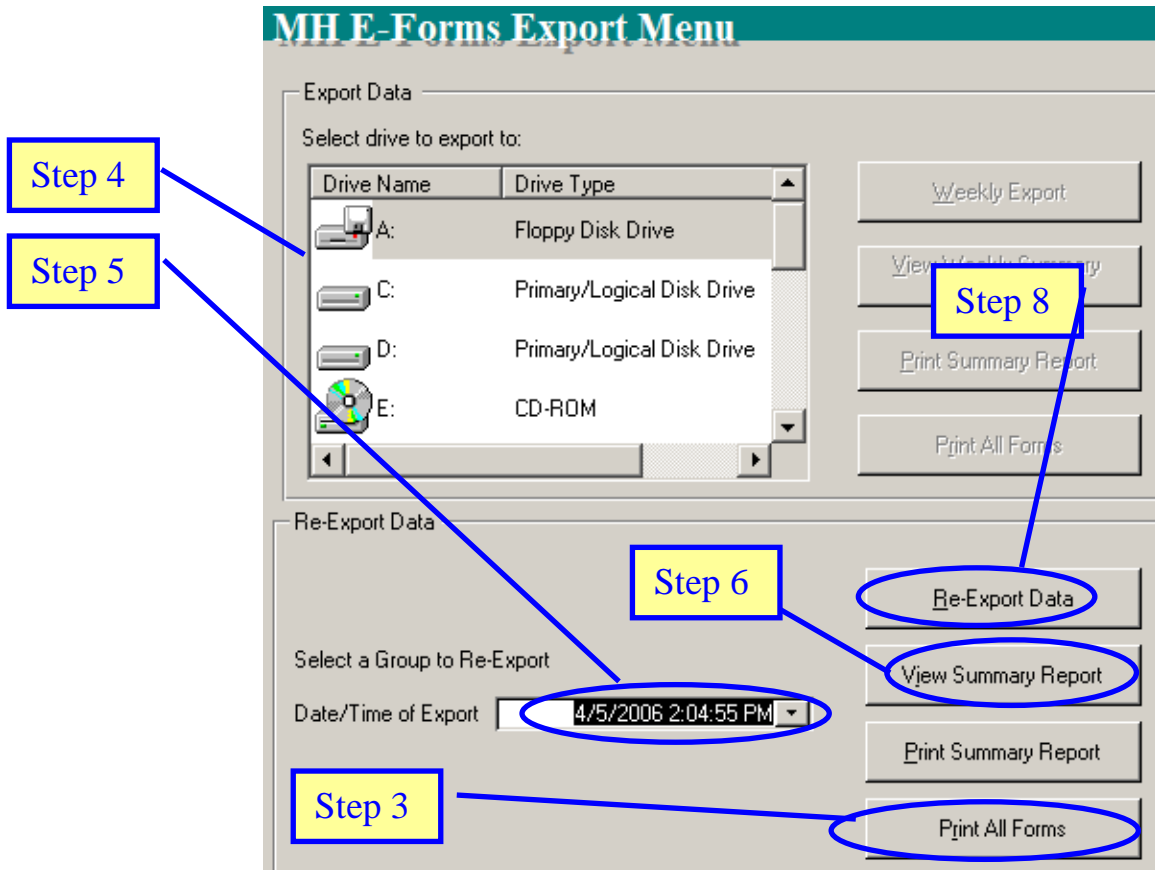 MH E-Forms Export Menu
Export Data
Select drive to export to:
Step 4
Drive Name Drive Type
A: Floppy Disk Drive
Step 5
C: Primary/Logical Disk Drive
D: Primary/Logical Disk Drive
E: CD-ROM
Weekly Export
View Weekly Summary
Step 8
Print Summary Report
Print All Forms
Re-Export Data
Step 6
Re-Export Data
Select a Group to Re-Export
View Summary Report
Date/Time of Export 4/5/2006 2:04:55 PM
Print Summary Report
Step 3
Print All Forms